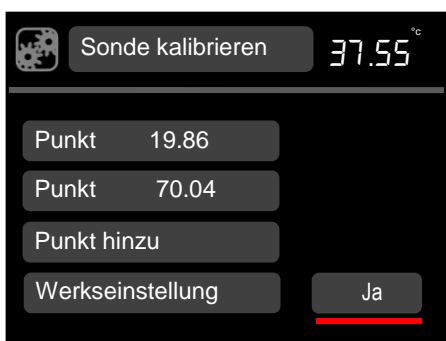 Sonde kalibrieren 37.55 °C
Punkt 19.86
Punkt 70.04
Punkt hinzu
Werkseinstellung Ja